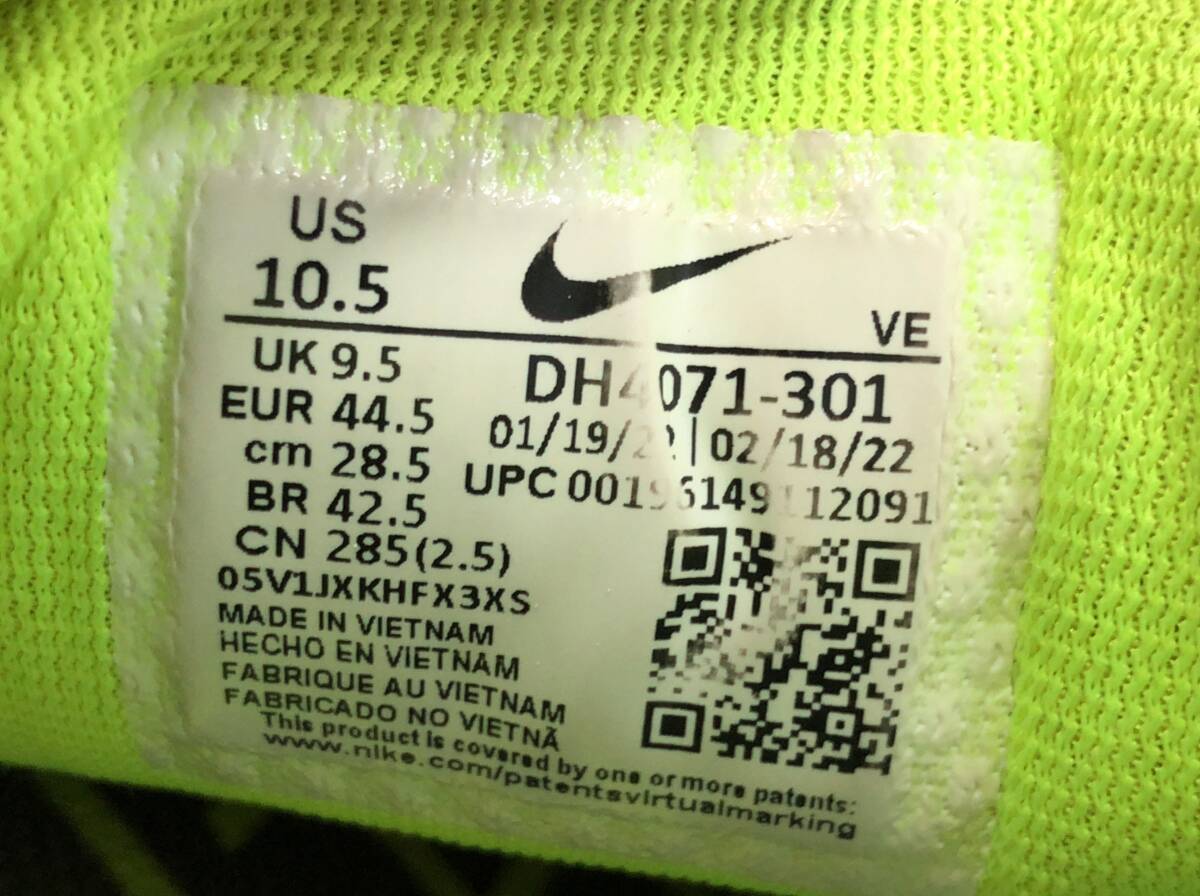 US
10.5
VE
UK 9.5
EUR 44.5
cm 28.5
BR 42.5
CN 285(2.5)
DH4071-301
01/19/22|02/18/22
UPC 00196149112091
05V1JXKHFX3XS
MADE IN VIETNAM
HECHO EN VIETNAM
FABRIQUE AU VIETNAM
FABRICADO NO VIETNÃ
This product is covered by one or more patents:
www.nike.com/patentsvirtualmarking